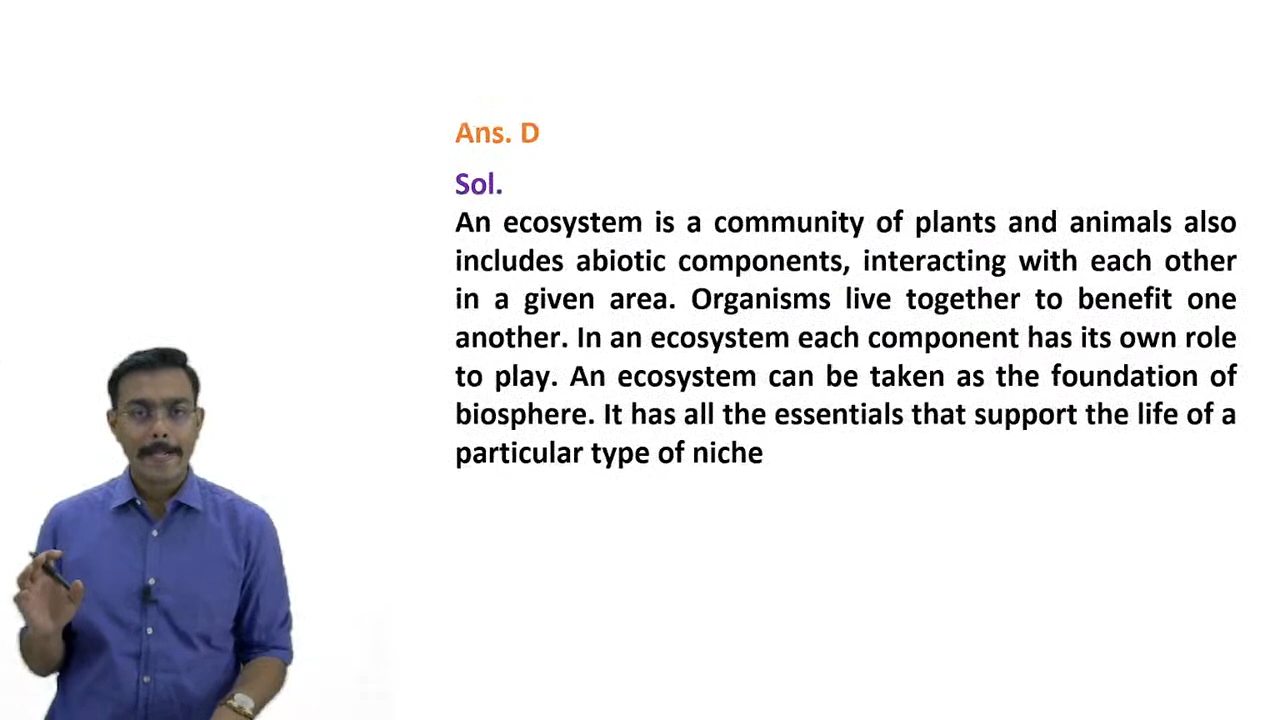 Ans. D
Sol.
An ecosystem is a community of plants and animals also
includes abiotic components, interacting with each other
in a given area. Organisms live together to benefit one
another. In an ecosystem each component has its own role
to play. An ecosystem can be taken as the foundation of
biosphere. It has all the essentials that support the life of a
particular type of niche